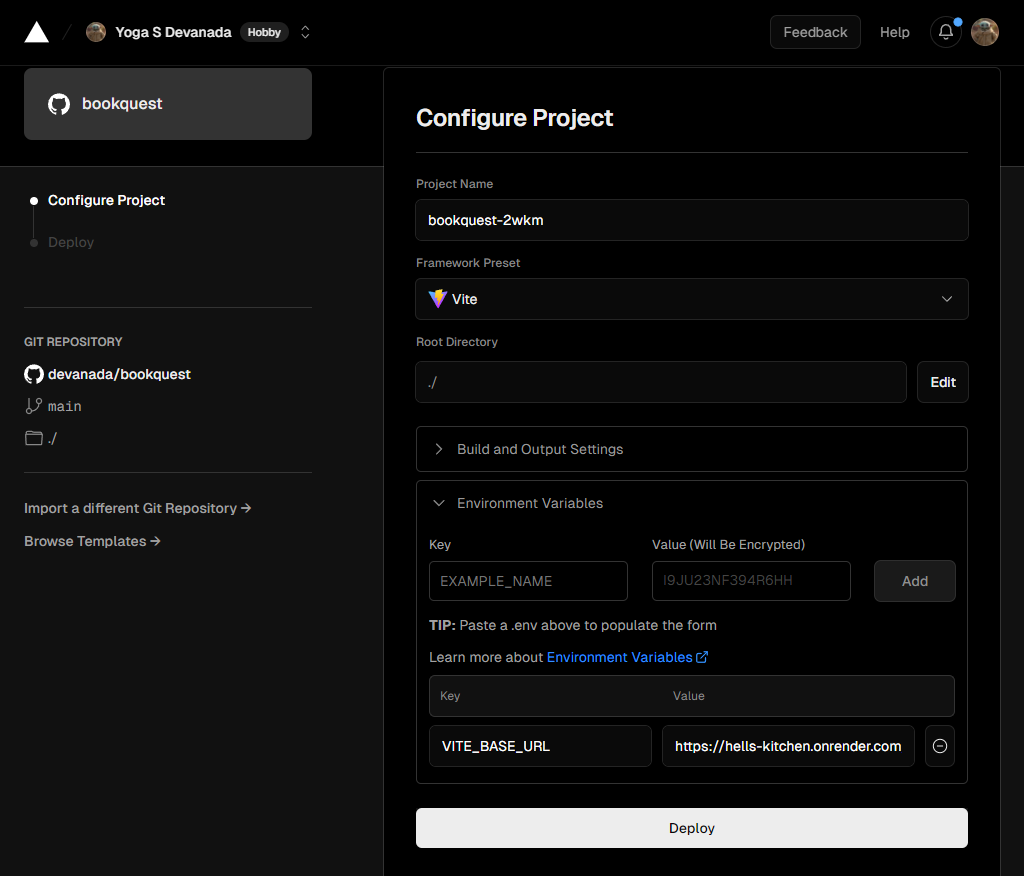 Yoga S Devanada Hobby
Feedback
Help
bookquest
Configure Project
Deploy
GIT REPOSITORY
devanada/bookquest
main
./
Import a different Git Repository →
Browse Templates →
Configure Project
Project Name
bookquest-2wkm
Framework Preset
Vite
Root Directory
./
Edit
Build and Output Settings
Environment Variables
Key
Value (Will Be Encrypted)
EXAMPLE_NAME
I9JU23NF394R6HH
Add
TIP: Paste a .env above to populate the form
Learn more about Environment Variables
Key
Value
VITE_BASE_URL
https://hells-kitchen.onrender.com
Deploy